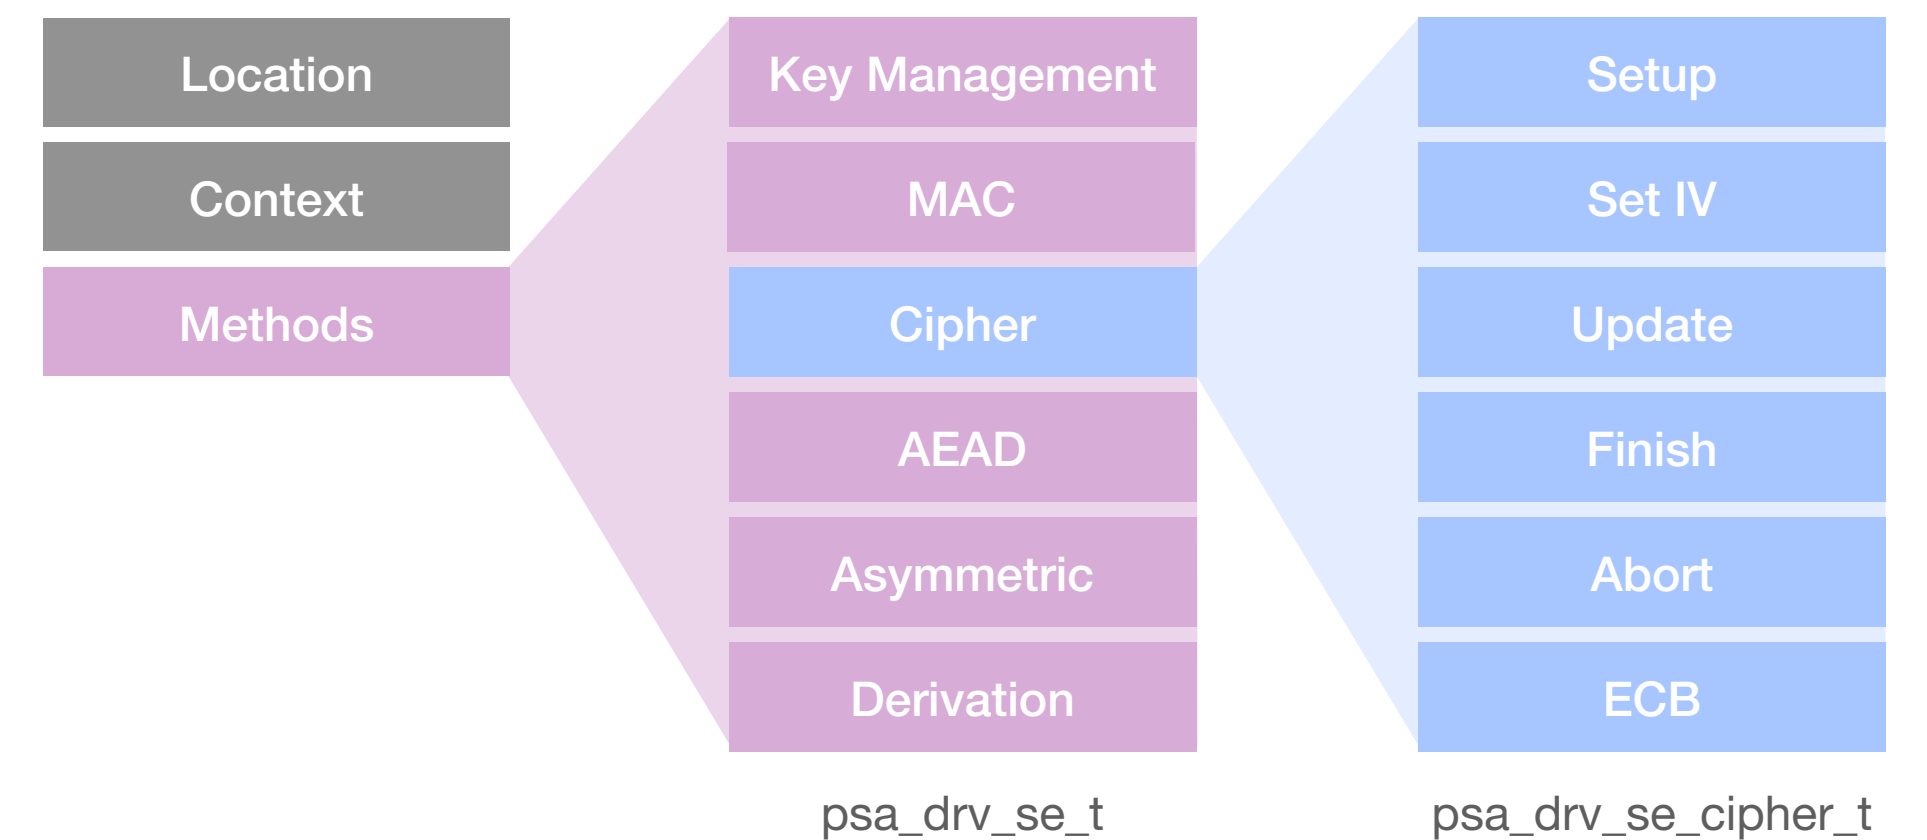 Location
Context
Methods
Key Management
MAC
Cipher
AEAD
Asymmetric
Derivation
psa_drv_se_t
Setup
Set IV
Update
Finish
Abort
ECB
psa_drv_se_cipher_t